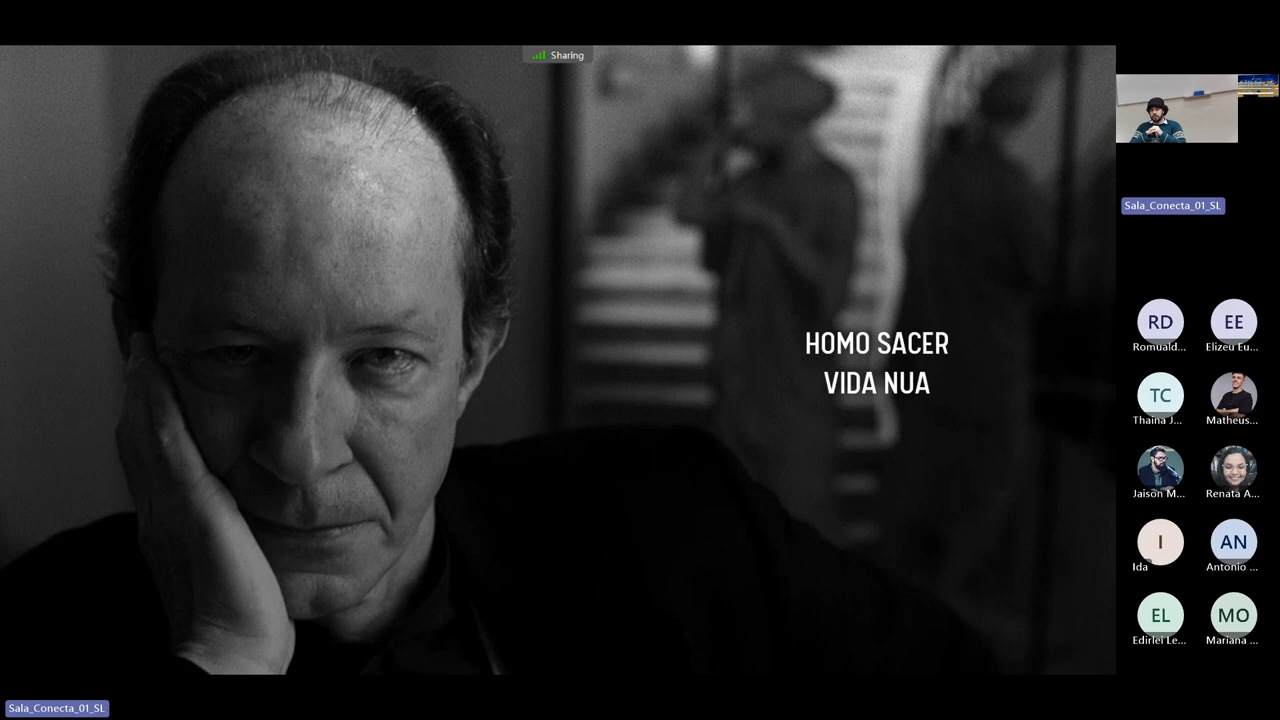 Sharing
HOMO SACER
VIDA NUA
Sala_Conecta_01_SL
RD
Romuald...
EE
Elizeu Eu...
TC
Thaina J...
Matheus...
Jaison M...
Renata A...
I
Ida
AN
Antonio ...
EL
Edirlei Le...
MO
Mariana ...
Sala_Conecta_01_SL